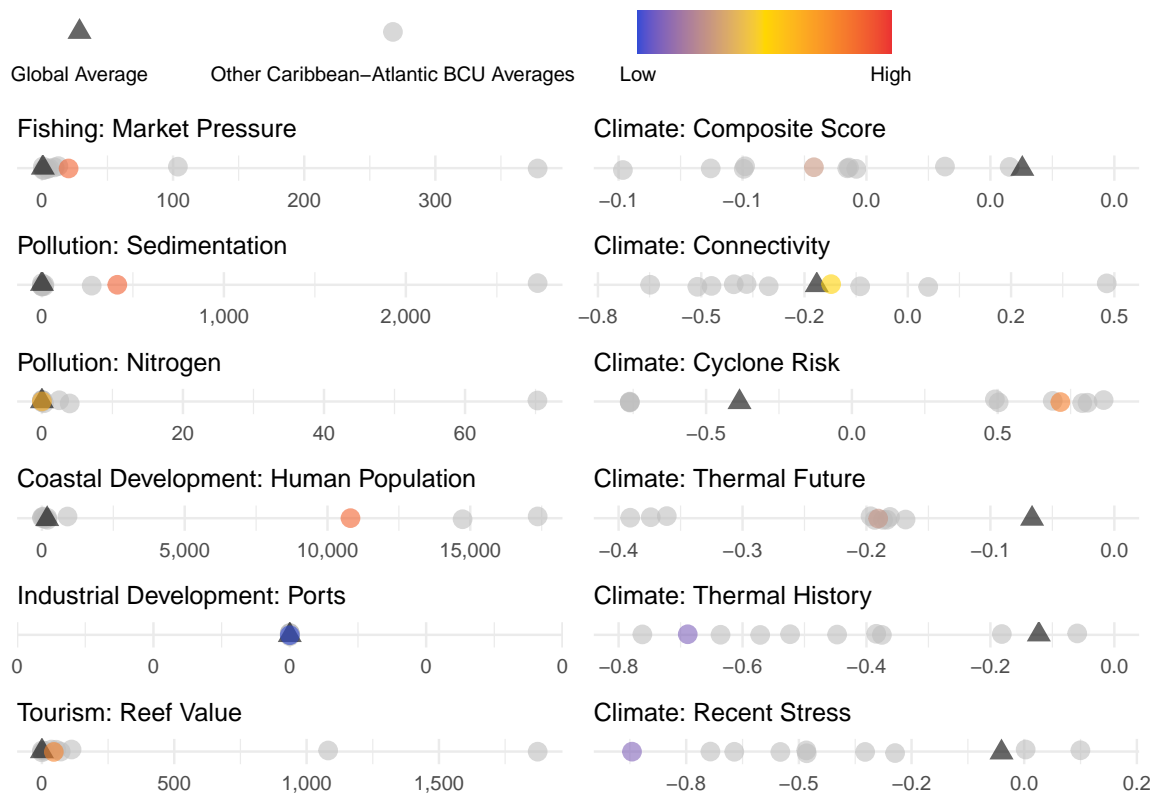 Global Average
Other Caribbean−Atlantic BCU Averages
Low
High
Fishing: Market Pressure
0 100 200 300
Pollution: Sedimentation
0 1,000 2,000
Pollution: Nitrogen
0 20 40 60
Coastal Development: Human Population
0 5,000 10,000 15,000
Industrial Development: Ports
0 0 0 0 0
Tourism: Reef Value
0 500 1,000 1,500
Climate: Composite Score
−0.1 −0.1 0.0 0.0 0.0
Climate: Connectivity
−0.8 −0.5 −0.2 0.0 0.2 0.5
Climate: Cyclone Risk
−0.5 0.0 0.5
Climate: Thermal Future
−0.4 −0.3 −0.2 −0.1 0.0
Climate: Thermal History
−0.8 −0.6 −0.4 −0.2 0.0
Climate: Recent Stress
−0.8 −0.5 −0.2 0.0 0.2